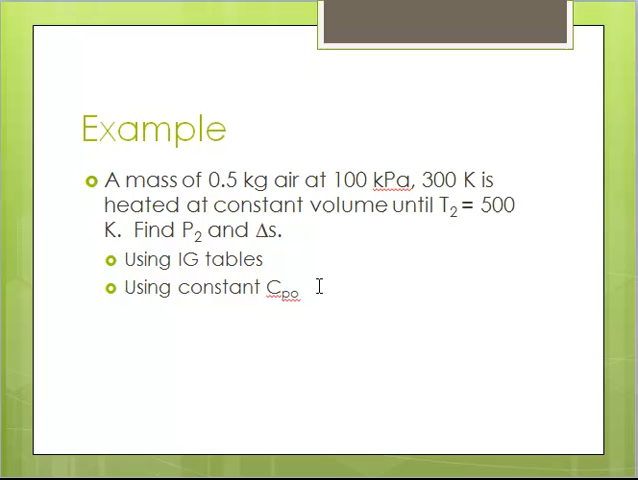 Example
A mass of 0.5 kg air at 100 kPa, 300 K is
heated at constant volume until T₂ = 500
K. Find P₂ and Δs.
Using IG tables
Using constant Cpo